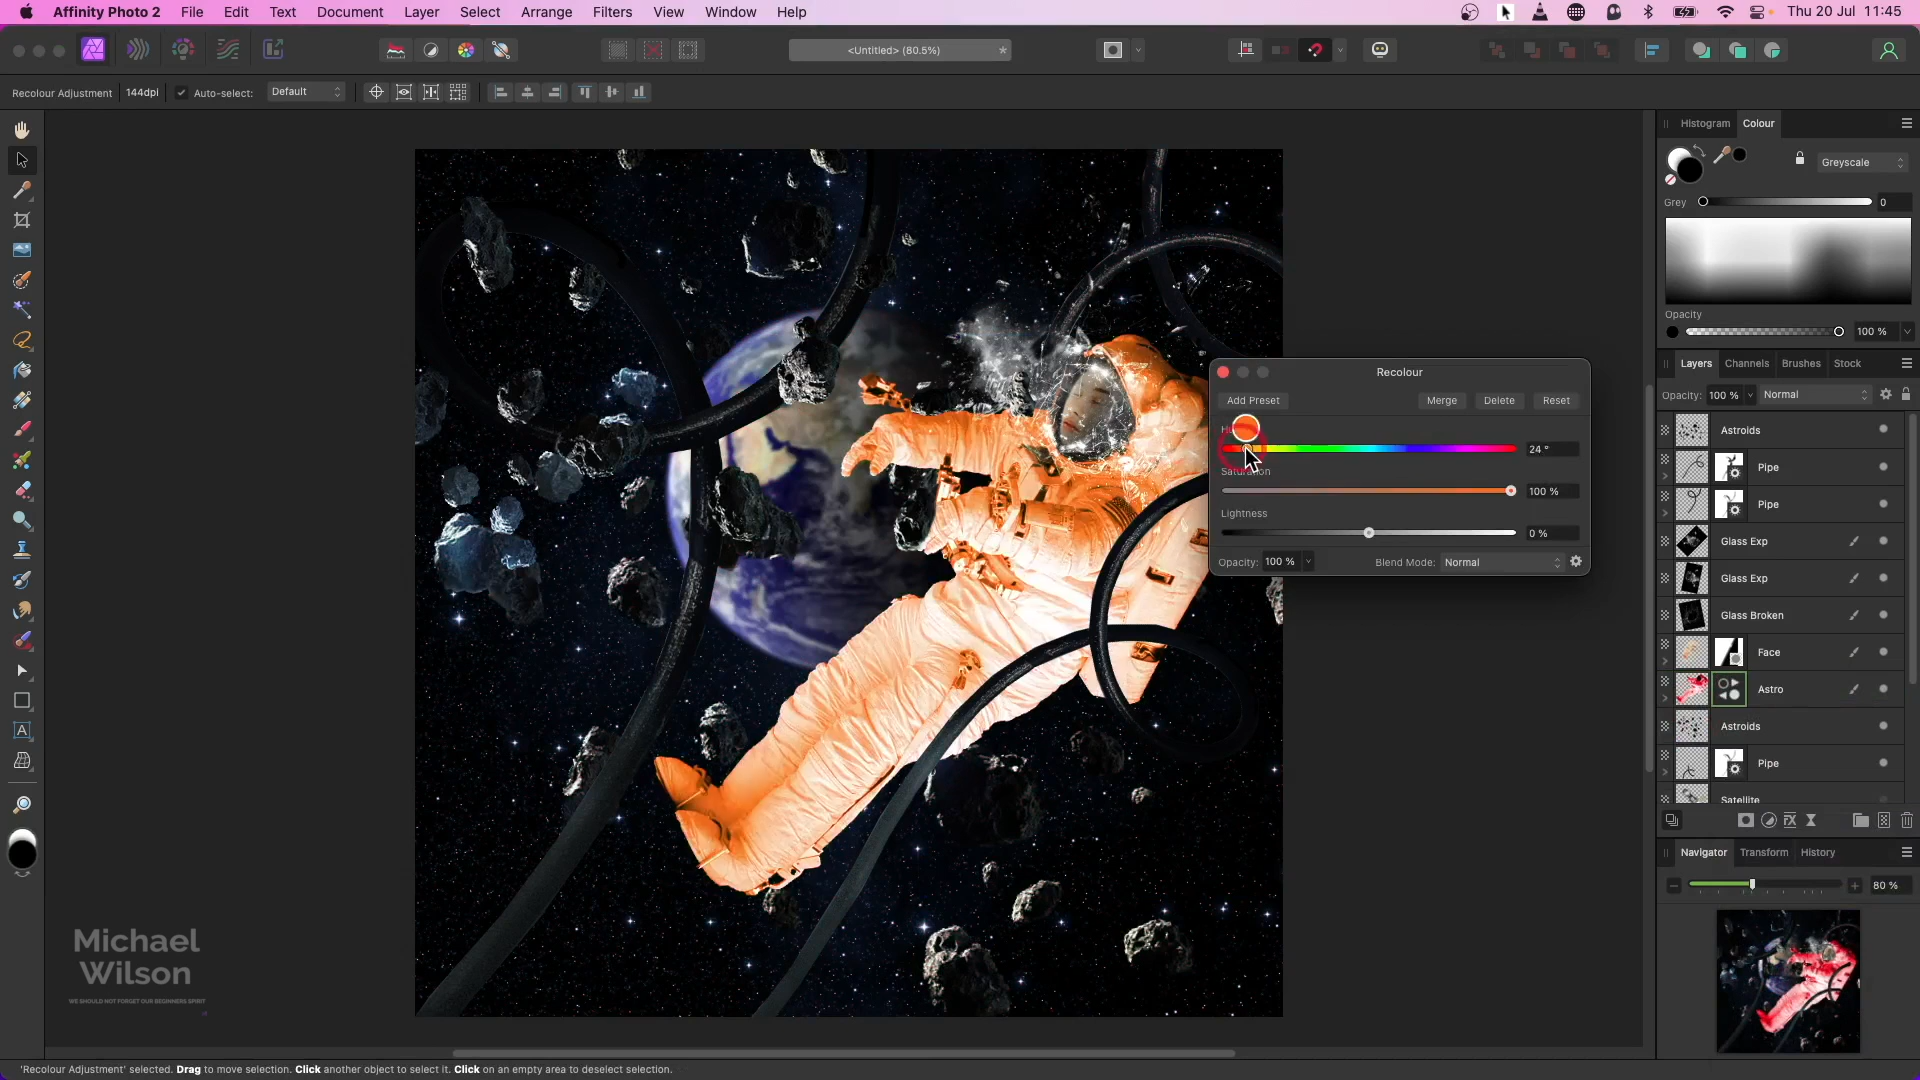 Affinity Photo 2 File Edit Text Document Layer Select Arrange Filters View Window Help Thu 20 Jul 11:45
<Untitled> (80.5%) *
Recolour Adjustment 144dpi Auto-select: Default
Histogram Colour
Greyscale
Grey 0
Opacity
100 %
Layers Channels Brushes Stock
Opacity: 100 % Normal
Astroids
Pipe
Pipe
Glass Exp
Glass Exp
Glass Broken
Face
Astro
Astroids
Pipe
Satellite
Navigator Transform History
80 %
Recolour
Add Preset Merge Delete Reset
24 °
Saturation
100 %
Lightness
0 %
Opacity: 100 % Blend Mode: Normal
Michael
Wilson
WE SHOULD NOT FORGET OUR BEGINNERS SPIRIT
'Recolour Adjustment' selected. Drag to move selection. Click another object to select it. Click on an empty area to deselect selection.